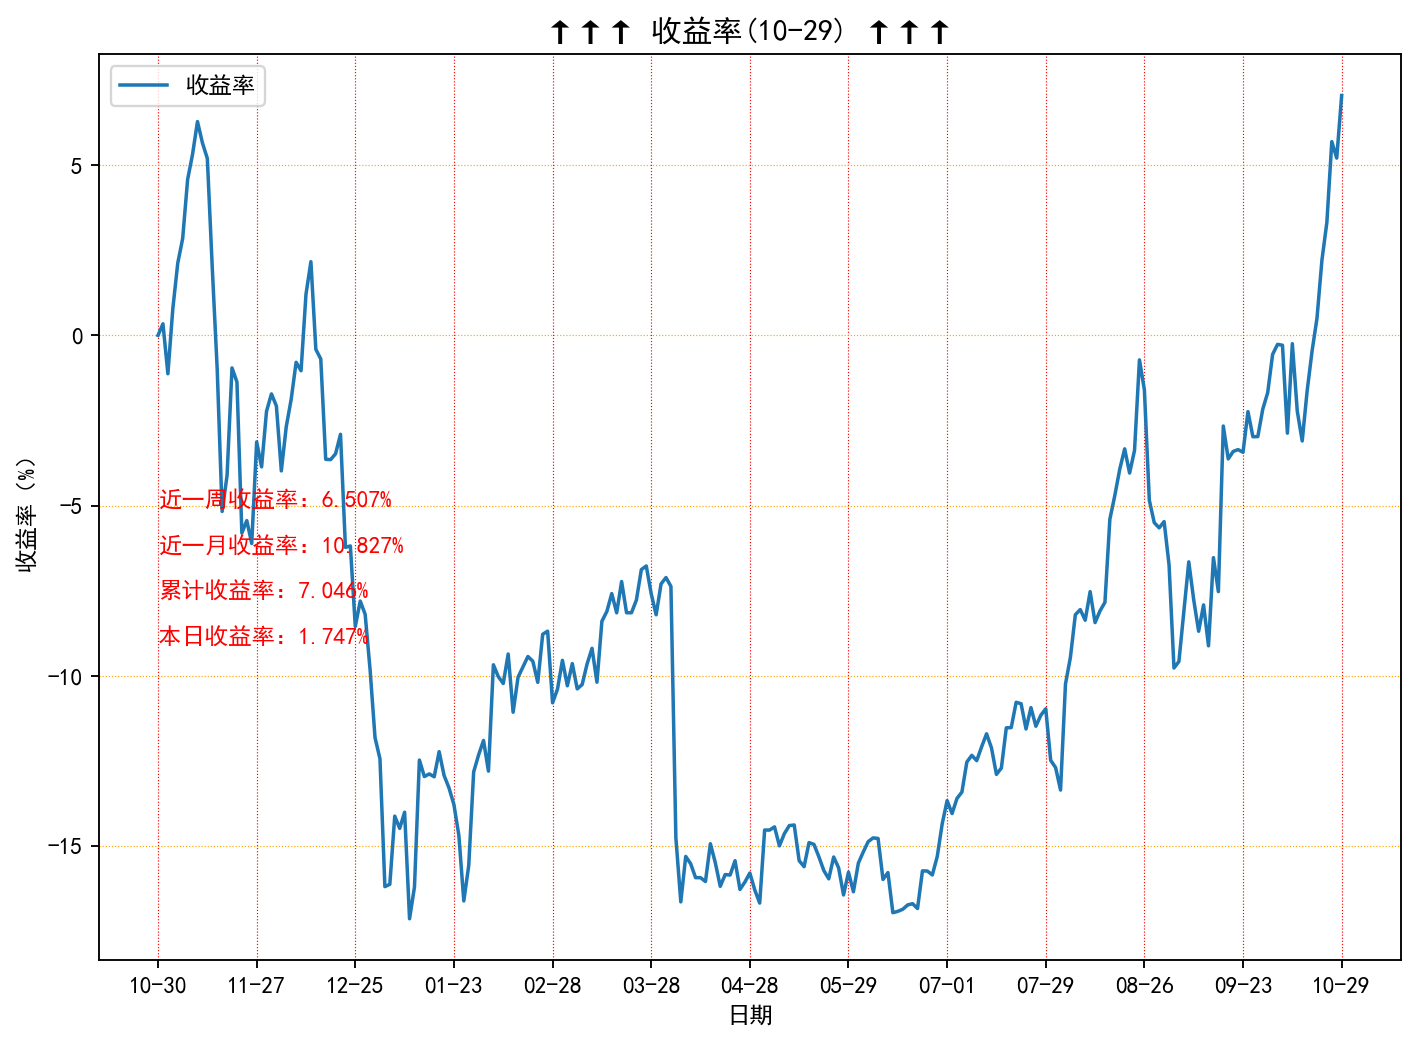 ↑↑↑ 收益率(10-29) ↑↑↑
收益率
收益率 (%)
5
0
-5
-10
-15
近一周收益率：6.507%
近一月收益率：10.827%
累计收益率：7.046%
本日收益率：1.747%
10-30 11-27 12-25 01-23 02-28 03-28 04-28 05-29 07-01 07-29 08-26 09-23 10-29
日期